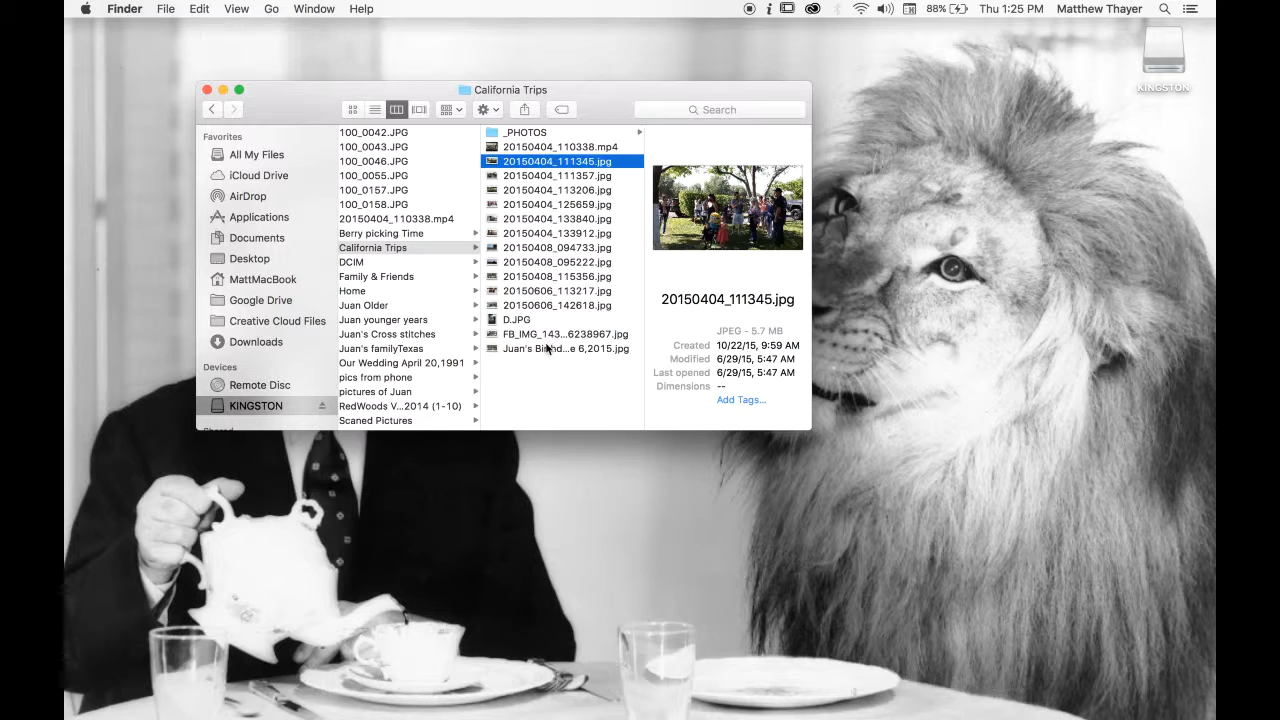 Finder File Edit View Go Window Help 88% Thu 1:25 PM Matthew Thayer
KINGSTON
California Trips
Search
Favorites
All My Files
iCloud Drive
AirDrop
Applications
Documents
Desktop
MattMacBook
Google Drive
Creative Cloud Files
Downloads
Devices
Remote Disc
KINGSTON
100_0042.JPG
100_0043.JPG
100_0046.JPG
100_0055.JPG
100_0157.JPG
100_0158.JPG
20150404_110338.mp4
Berry picking Time
California Trips
DCIM
Family & Friends
Home
Juan Older
Juan younger years
Juan's Cross stitches
Juan's familyTexas
Our Wedding April 20,1991
pics from phone
pictures of Juan
RedWoods V...2014 (1-10)
Scaned Pictures
_PHOTOS
20150404_110338.mp4
20150404_111345.jpg
20150404_111357.jpg
20150404_113206.jpg
20150404_125659.jpg
20150404_133840.jpg
20150404_133912.jpg
20150408_094733.jpg
20150408_095222.jpg
20150408_115356.jpg
20150606_113217.jpg
20150606_142618.jpg
D.JPG
FB_IMG_143...6238967.jpg
Juan's Bi...e 6,2015.jpg
20150404_111345.jpg
JPEG - 5.7 MB
Created 10/22/15, 9:59 AM
Modified 6/29/15, 5:47 AM
Last opened 6/29/15, 5:47 AM
Dimensions --
Add Tags...